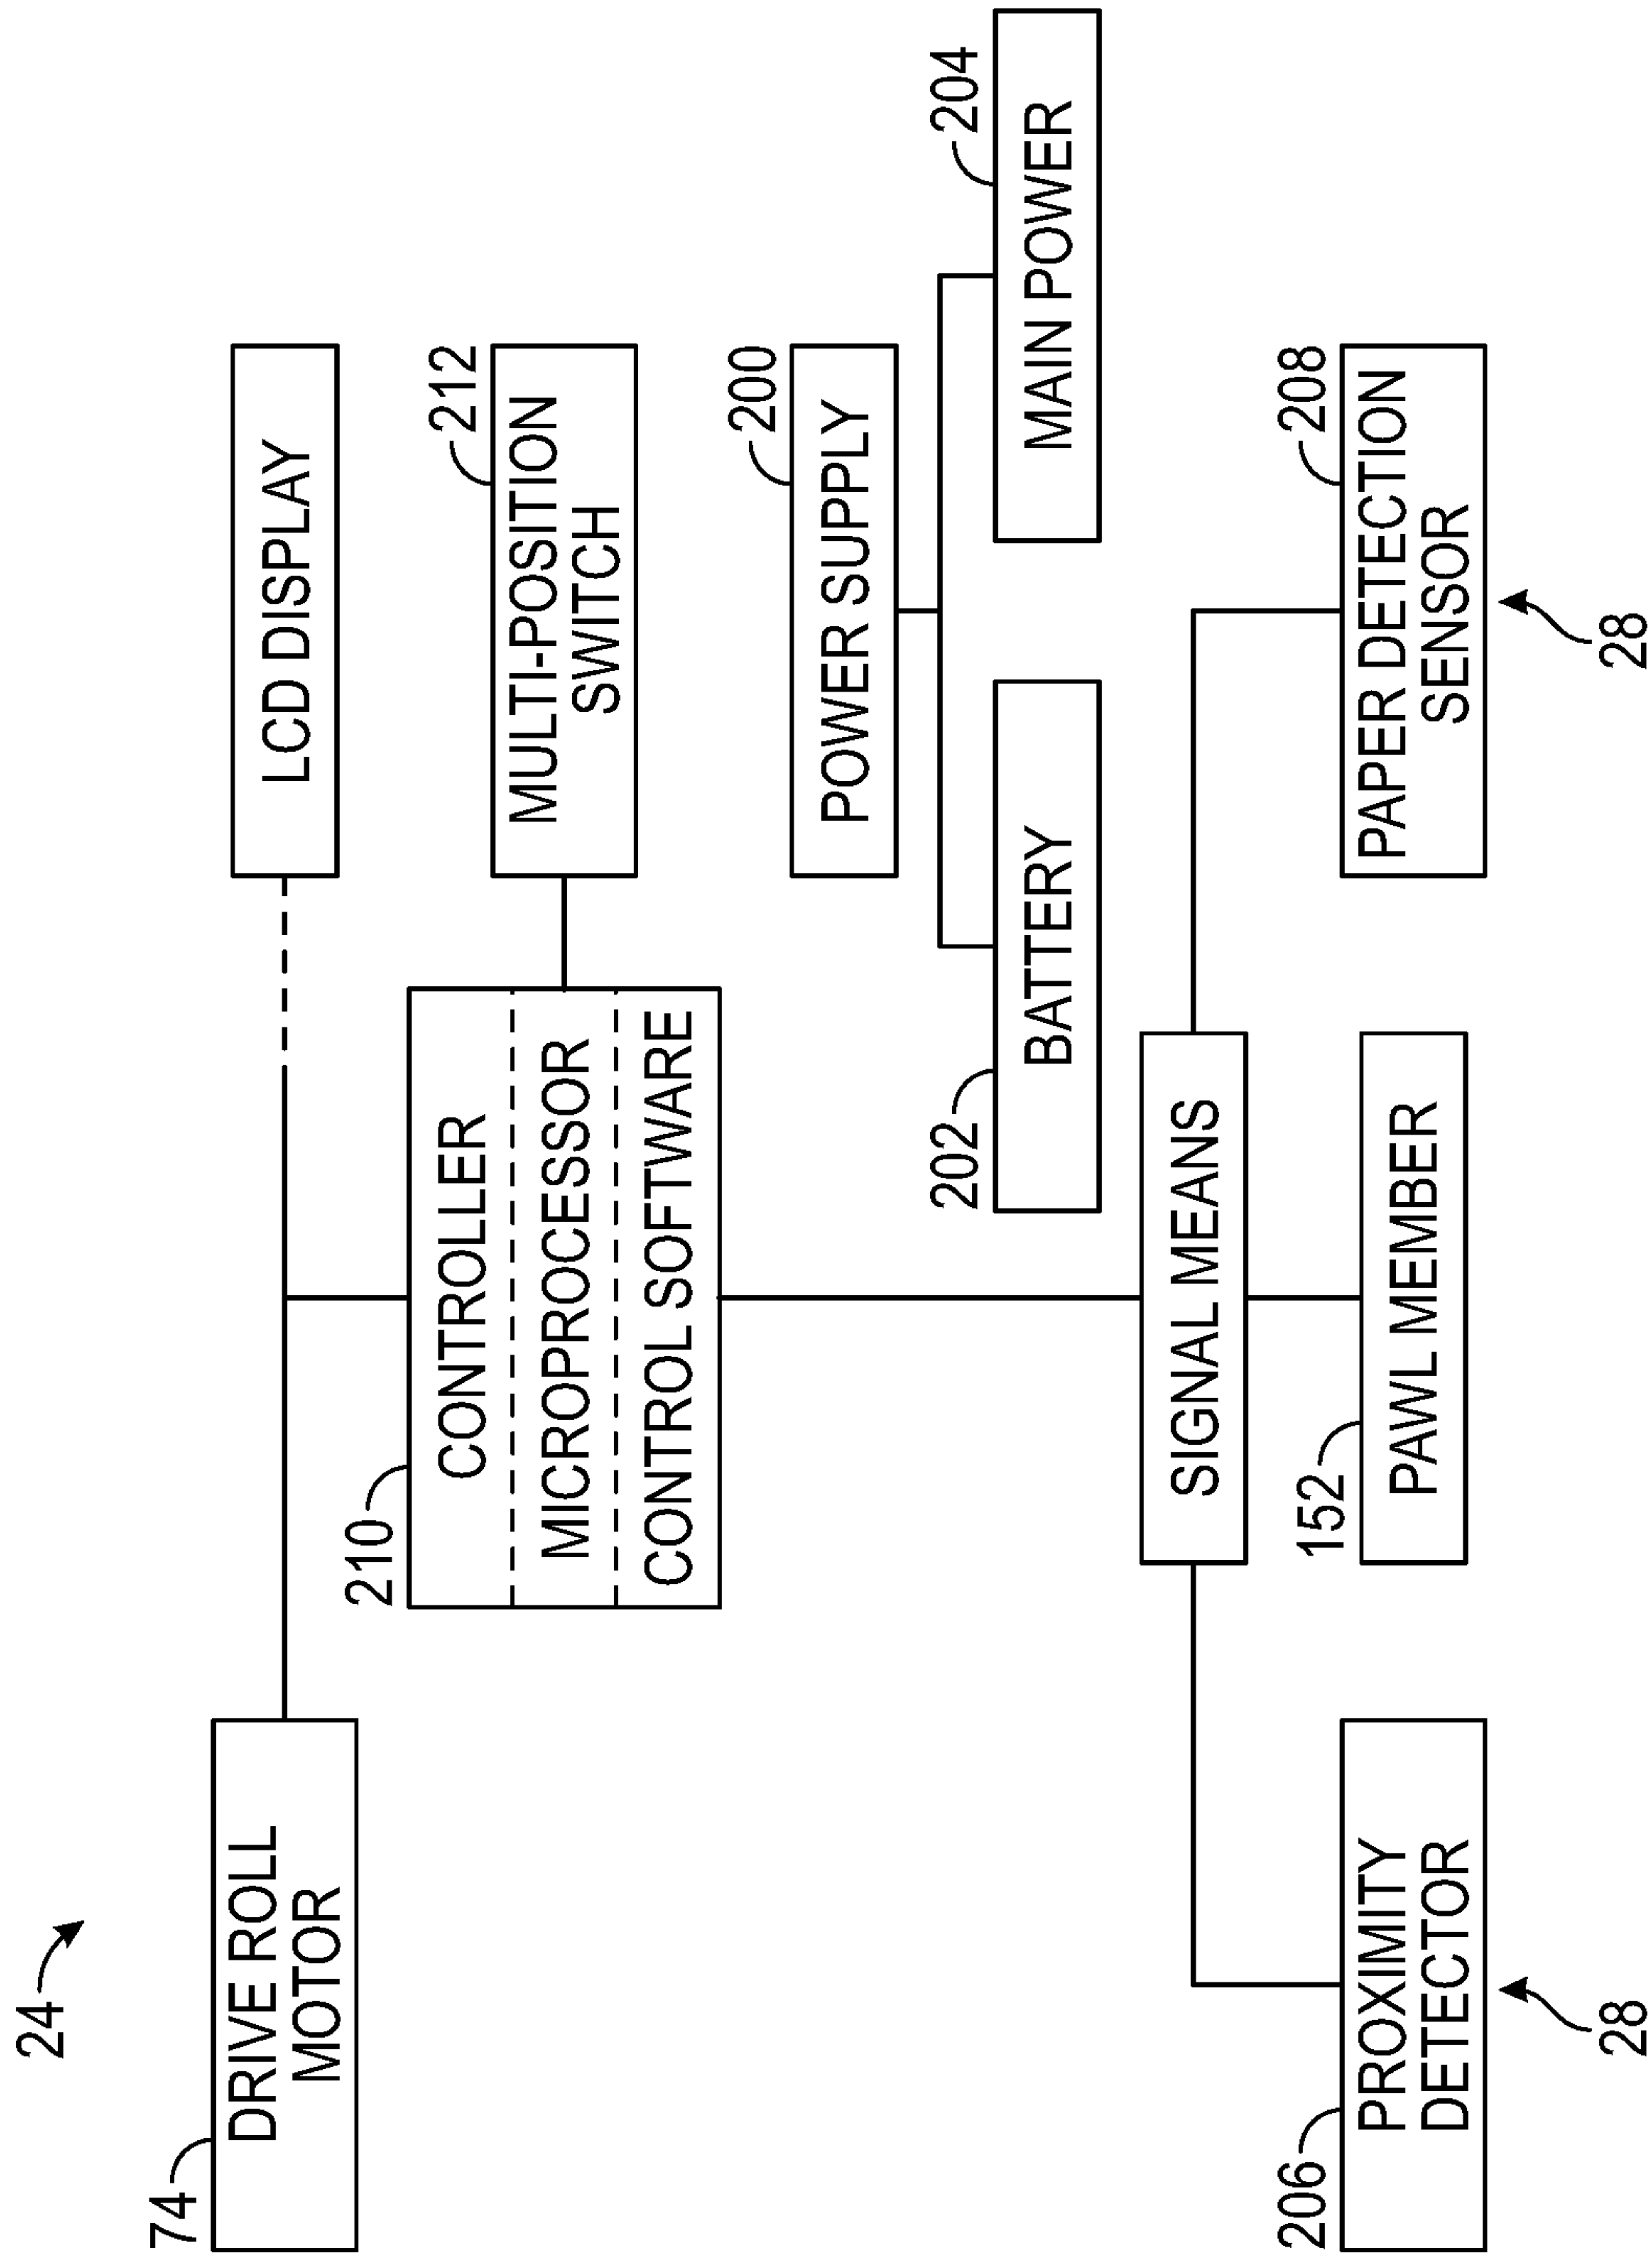 24
74
DRIVE ROLL
MOTOR
LCD DISPLAY
210
CONTROLLER
MICROPROCESSOR
CONTROL SOFTWARE
212
MULTI-POSITION
SWITCH
200
POWER SUPPLY
202
BATTERY
204
MAIN POWER
SIGNAL MEANS
206
PROXIMITY
DETECTOR
28
152
PAWL MEMBER
208
PAPER DETECTION
SENSOR
28